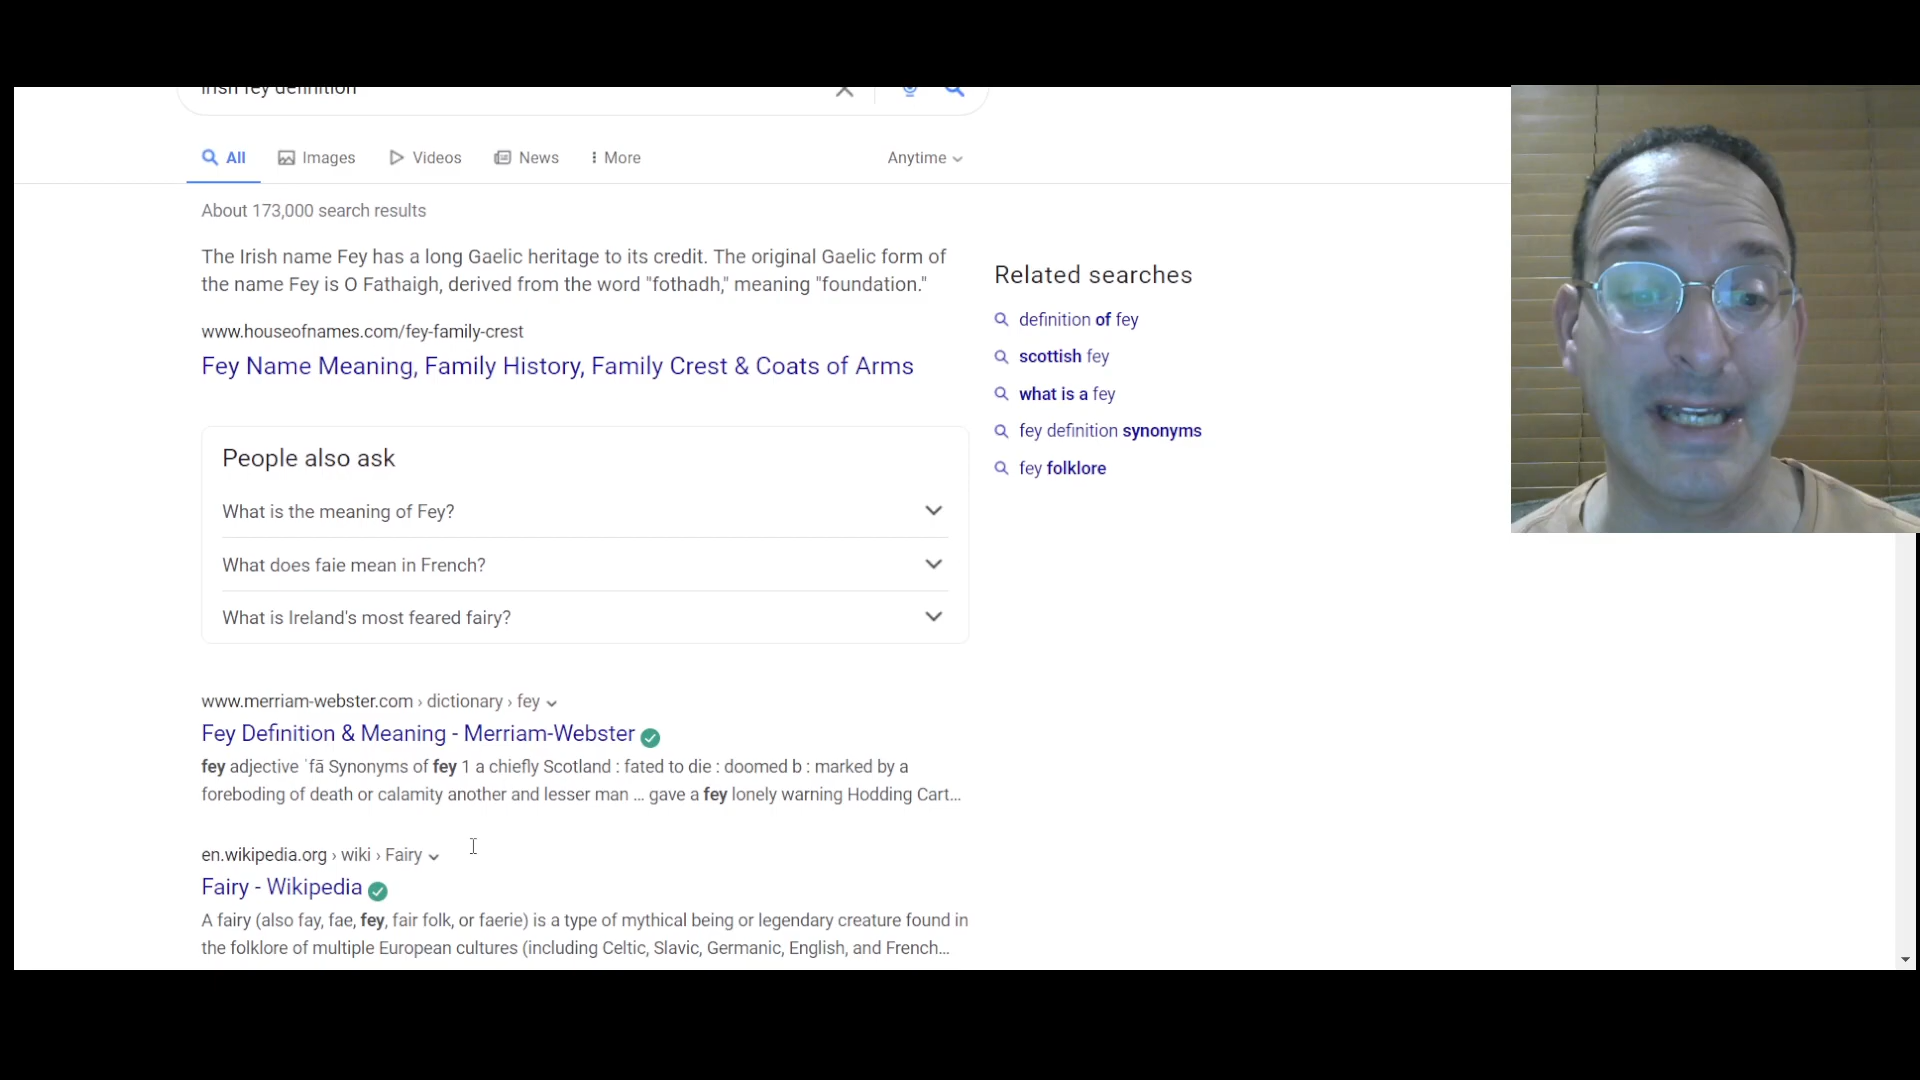 irish fey definition
All Images Videos News More Anytime
About 173,000 search results
The Irish name Fey has a long Gaelic heritage to its credit. The original Gaelic form of
the name Fey is O Fathaigh, derived from the word "fothadh," meaning "foundation."
www.houseofnames.com/fey-family-crest
Fey Name Meaning, Family History, Family Crest & Coats of Arms
People also ask
What is the meaning of Fey?
What does faie mean in French?
What is Ireland's most feared fairy?
www.merriam-webster.com › dictionary › fey
Fey Definition & Meaning - Merriam-Webster
fey adjective ˈfā Synonyms of fey 1 a chiefly Scotland : fated to die : doomed b : marked by a
foreboding of death or calamity another and lesser man ... gave a fey lonely warning Hodding Cart...
en.wikipedia.org › wiki › Fairy
Fairy - Wikipedia
A fairy (also fay, fae, fey, fair folk, or faerie) is a type of mythical being or legendary creature found in
the folklore of multiple European cultures (including Celtic, Slavic, Germanic, English, and French...
Related searches
definition of fey
scottish fey
what is a fey
fey definition synonyms
fey folklore